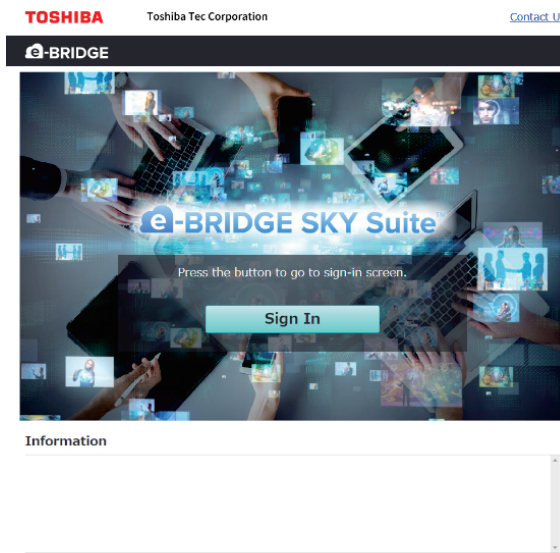 TOSHIBA
Toshiba Tec Corporation
Contact U
e-BRIDGE
e-BRIDGE SKY Suite™
Press the button to go to sign-in screen.
Sign In
Information